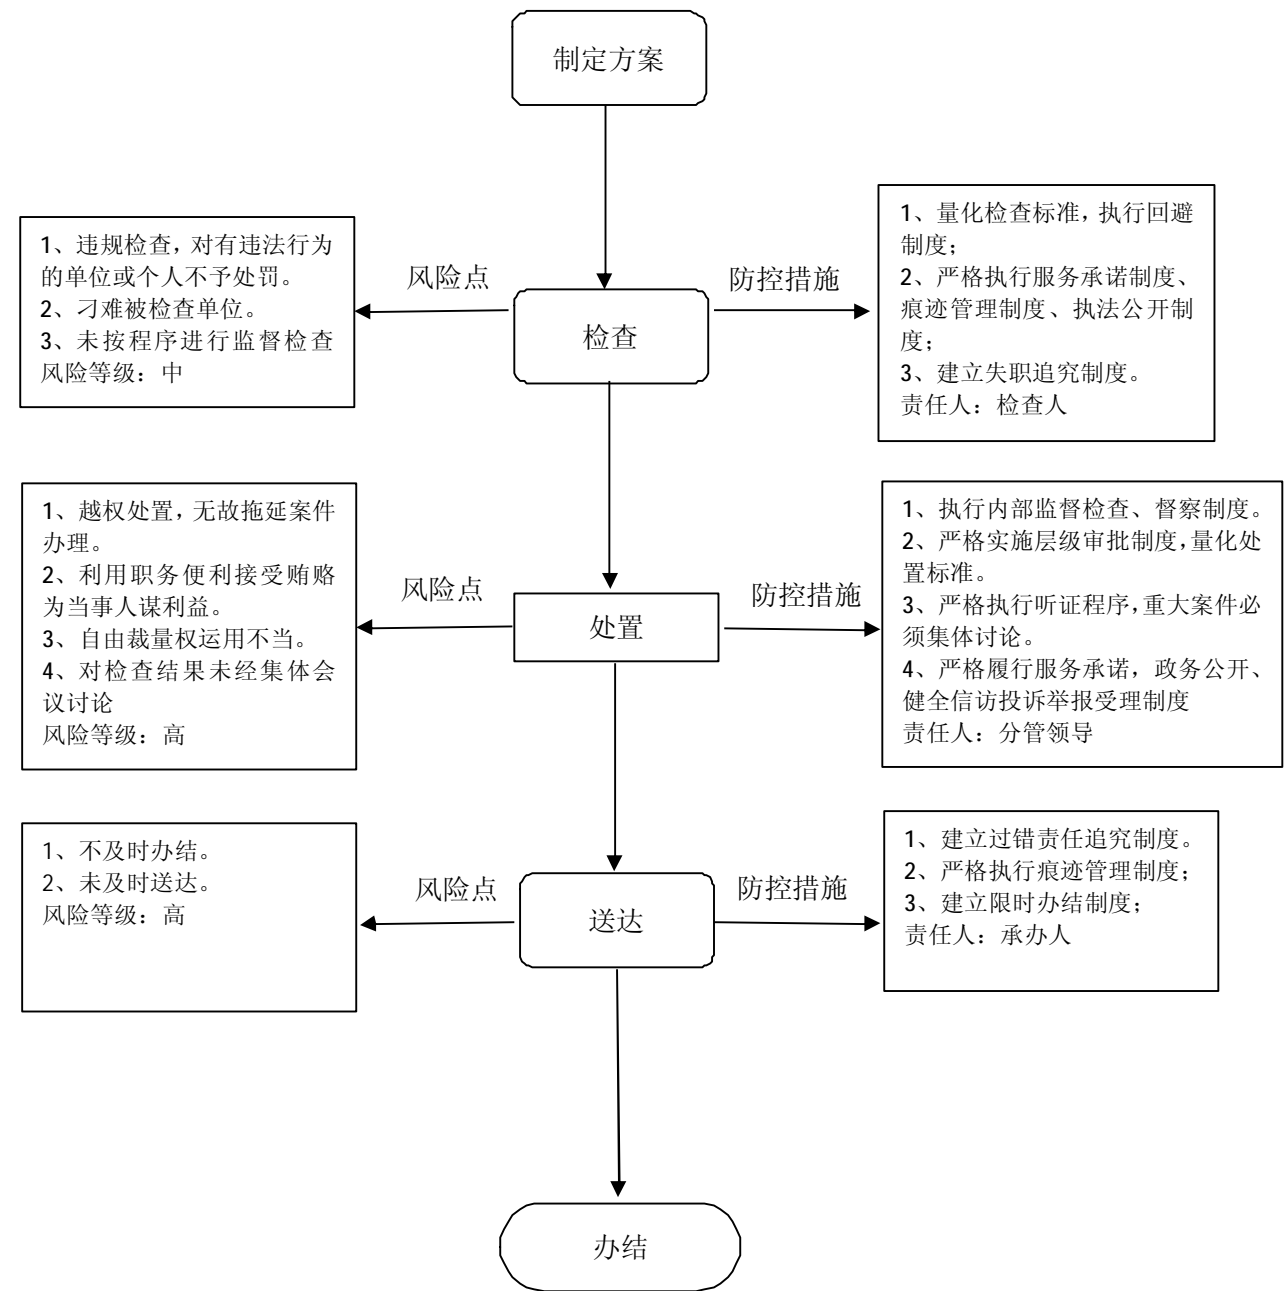 制定方案
1、违规检查，对有违法行为
的单位或个人不予处罚。
2、刁难被检查单位。
3、未按程序进行监督检查
风险等级：中
风险点
检查
防控措施
1、量化检查标准，执行回避
制度；
2、严格执行服务承诺制度、
痕迹管理制度、执法公开制
度；
3、建立失职追究制度。
责任人：检查人
1、越权处置，无故拖延案件
办理。
2、利用职务便利接受贿赂
为当事人谋利益。
3、自由裁量权运用不当。
4、对检查结果未经集体会
议讨论
风险等级：高
风险点
处置
防控措施
1、执行内部监督检查、督察制度。
2、严格实施层级审批制度，量化处
置标准。
3、严格执行听证程序，重大案件必
须集体讨论。
4、严格履行服务承诺，政务公开、
健全信访投诉举报受理制度
责任人：分管领导
1、不及时办结。
2、未及时送达。
风险等级：高
风险点
送达
防控措施
1、建立过错责任追究制度。
2、严格执行痕迹管理制度；
3、建立限时办结制度；
责任人：承办人
办结